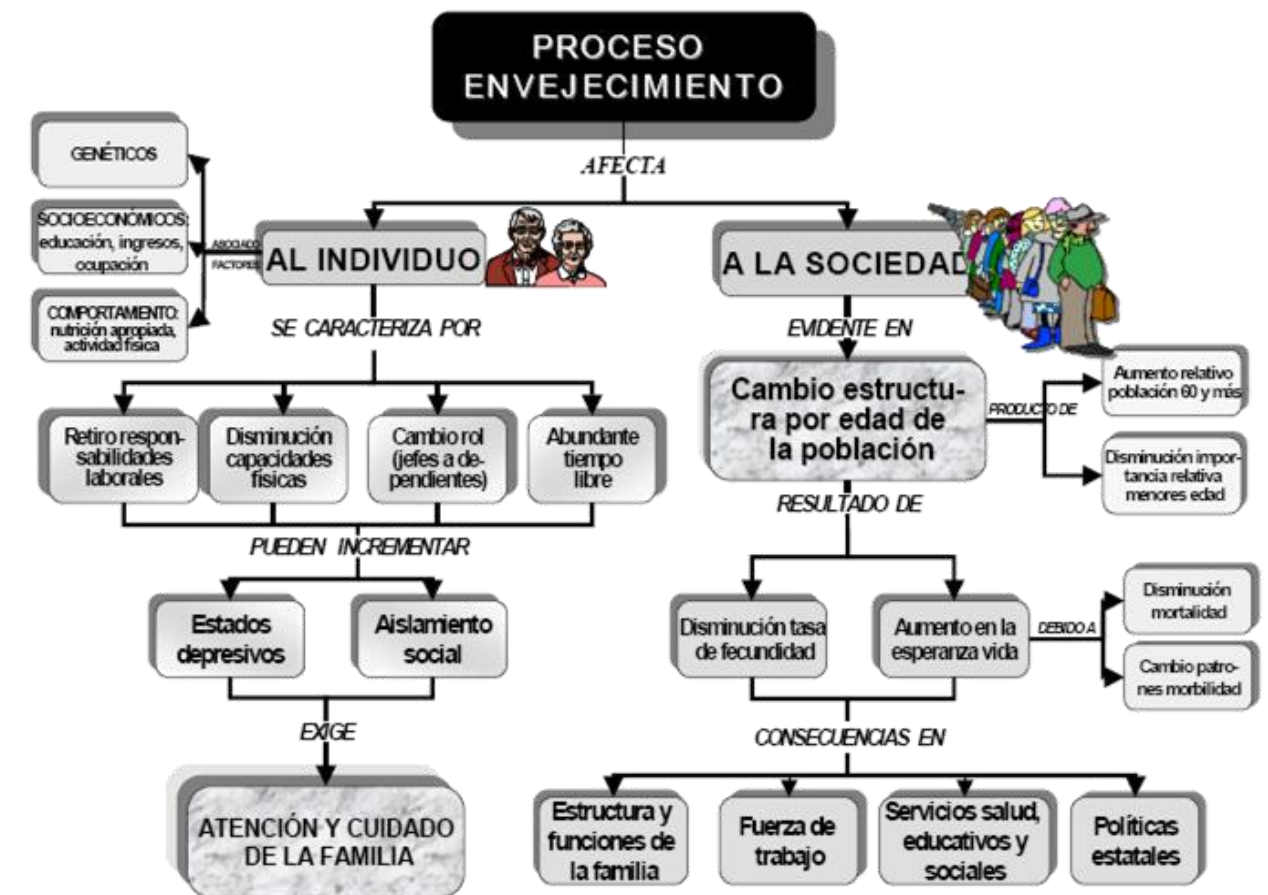 PROCESO
ENVEJECIMIENTO
AFECTA
GENÉTICOS
SOCIOECONÓMICOS:
educación, ingresos,
ocupación
COMPORTAMIENTO:
nutrición apropiada,
actividad física
ASOCIADO
FACTORES
AL INDIVIDUO
SE CARACTERIZA POR
Retiro respon-
sabilidades
laborales
Disminución
capacidades
físicas
Cambio rol
(jefes a de-
pendientes)
Abundante
tiempo
libre
PUEDEN INCREMENTAR
Estados
depresivos
Aislamiento
social
EXIGE
ATENCIÓN Y CUIDADO
DE LA FAMILIA
A LA SOCIEDAD
EVIDENTE EN
Cambio estructu-
ra por edad de
la población
PRODUCTO DE
Aumento relativo
población 60 y más
Disminución impor-
tancia relativa
menores edad
RESULTADO DE
Disminución tasa
de fecundidad
Aumento en la
esperanza vida
DEBIDO A
Disminución
mortalidad
Cambio patro-
nes morbilidad
CONSECUENCIAS EN
Estructura y
funciones de
la familia
Fuerza de
trabajo
Servicios salud,
educativos y
sociales
Políticas
estatales